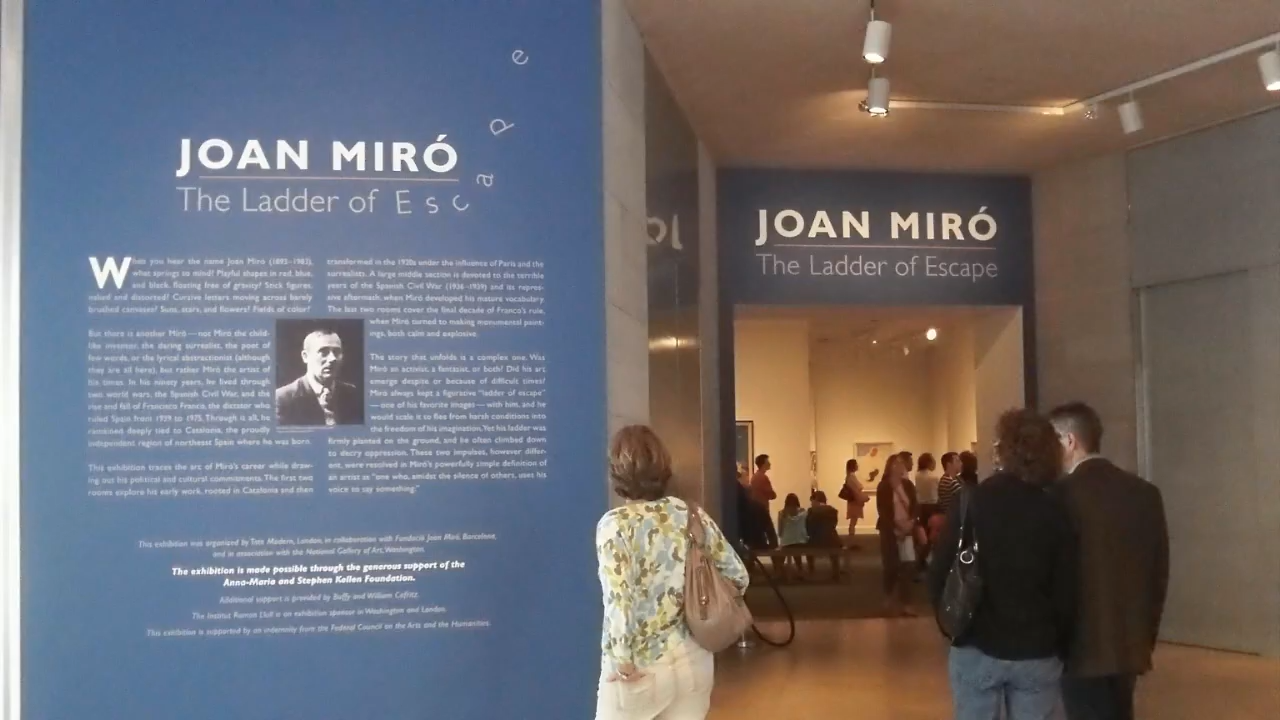 JOAN MIRÓ
The Ladder of Escape
When you hear the name Joan Miró (1893–1983),
what springs to mind? Playful shapes in red, blue,
and black, floating free of gravity? Stick figures,
naked and distorted? Cursive letters moving across barely
brushed canvases? Suns, stars, and flowers? Fields of color?
But there is another Miró — not Miró the child-
like inventor, the daring surrealist, the poet of
few words, or the lyrical abstractionist (although
they are all here), but rather Miró the artist of
his times. In his ninety years, he lived through
two world wars, the Spanish Civil War, and the
rise and fall of Francisco Franco, the dictator who
ruled Spain from 1939 to 1975. Through it all, he
remained deeply tied to Catalonia, the proudly
independent region of northeast Spain where he was born.
This exhibition traces the arc of Miró's career while draw-
ing out his political and cultural commitments. The first two
rooms explore his early work, rooted in Catalonia and then
transformed in the 1920s under the influence of Paris and the
surrealists. A large middle section is devoted to the terrible
years of the Spanish Civil War (1936–1939) and its repres-
sive aftermath, when Miró developed his mature vocabulary.
The last two rooms cover the final decade of Franco's rule,
when Miró turned to making monumental paint-
ings, both calm and explosive.
The story that unfolds is a complex one. Was
Miró an activist, a fantasist, or both? Did his art
emerge despite or because of difficult times?
Miró always kept a figurative "ladder of escape"
— one of his favorite images — with him, and he
would scale it to flee from harsh conditions into
the freedom of his imagination. Yet his ladder was
firmly planted on the ground, and he often climbed down
to decry oppression. These two impulses, however differ-
ent, were resolved in Miró's powerfully simple definition of
an artist as "one who, amidst the silence of others, uses his
voice to say something."
This exhibition was organized by Tate Modern, London, in collaboration with Fundació Joan Miró, Barcelona,
and in association with the National Gallery of Art, Washington.
The exhibition is made possible through the generous support of the
Anna-Maria and Stephen Kellen Foundation.
Additional support is provided by Buffy and William Cafritz.
The Institut Ramon Llull is an exhibition sponsor in Washington and London.
This exhibition is supported by an indemnity from the Federal Council on the Arts and the Humanities.
JOAN MIRÓ
The Ladder of Escape